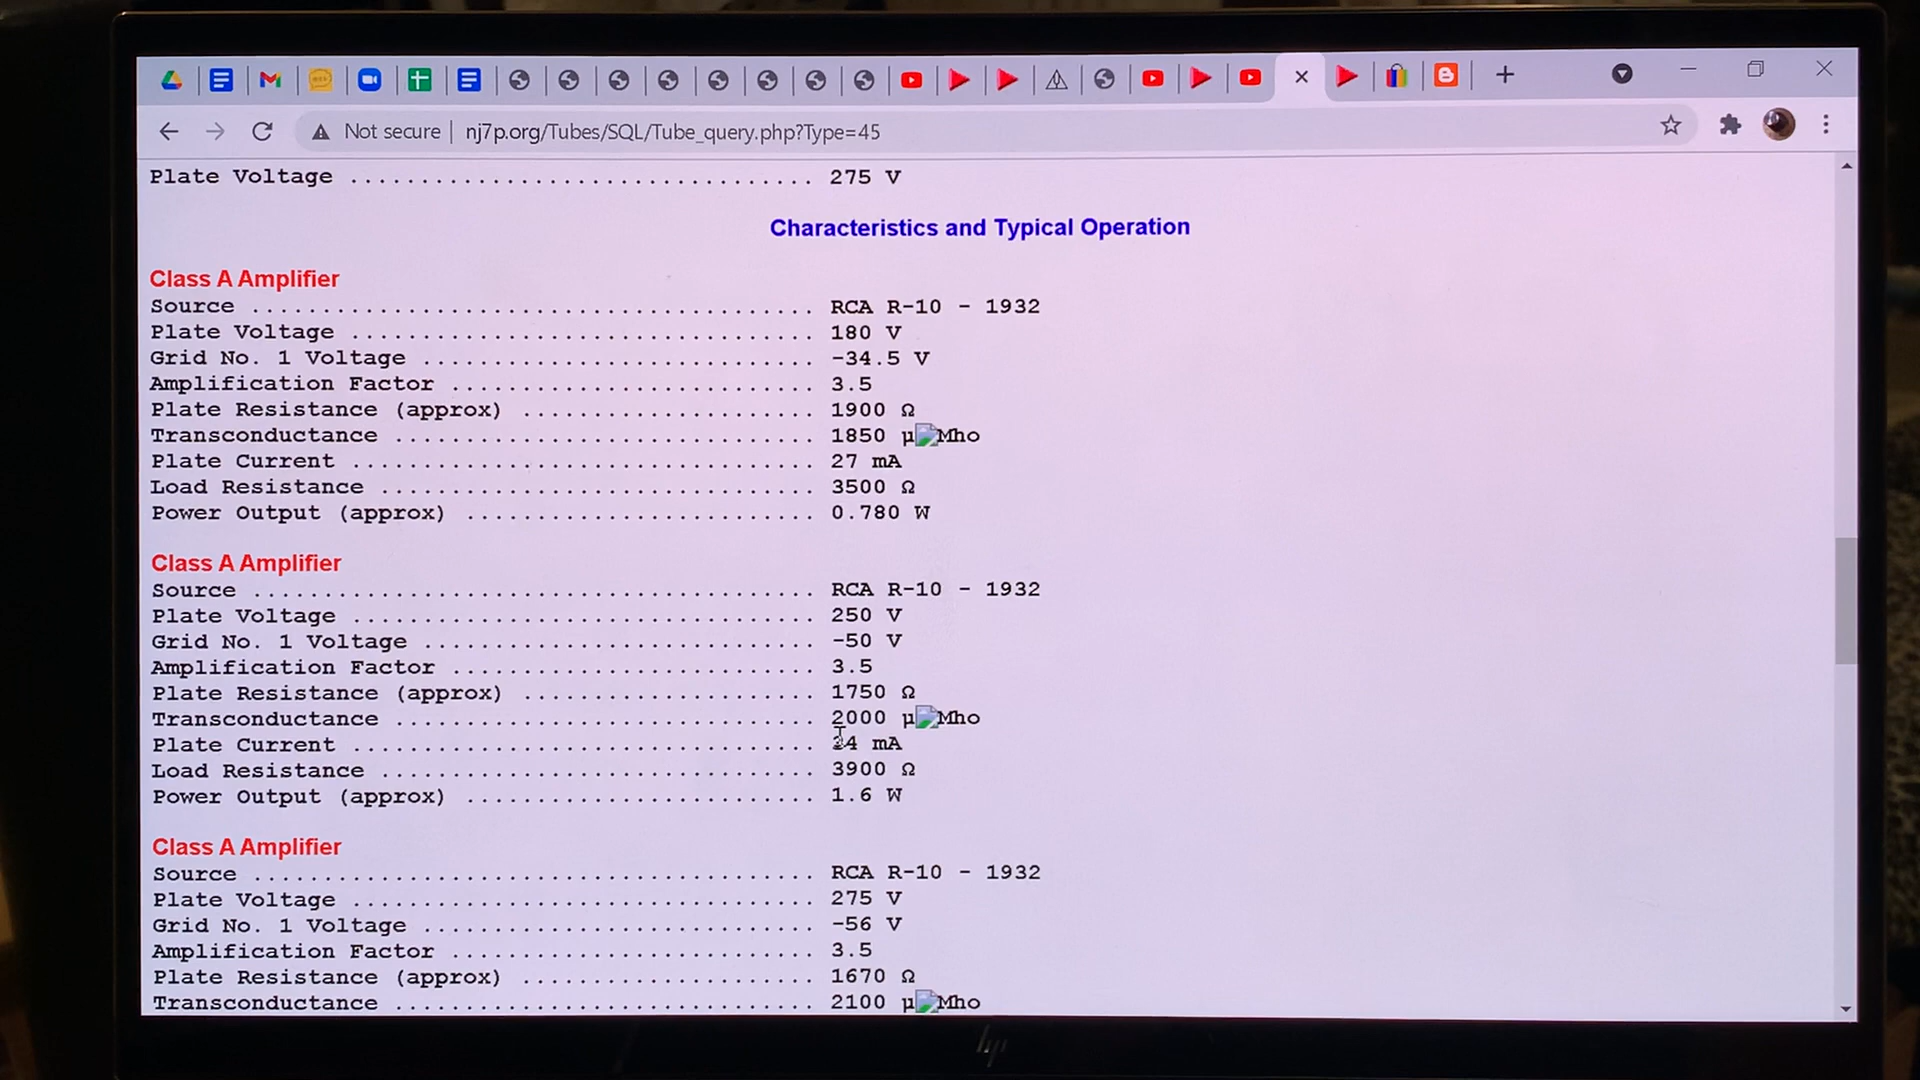 Not secure | nj7p.org/Tubes/SQL/Tube_query.php?Type=45
Plate Voltage ................................. 275 V
Characteristics and Typical Operation
Class A Amplifier
Source ........................................ RCA R-10 - 1932
Plate Voltage ................................. 180 V
Grid No. 1 Voltage ............................ -34.5 V
Amplification Factor .......................... 3.5
Plate Resistance (approx) ..................... 1900 Ω
Transconductance .............................. 1850 µMho
Plate Current ................................. 27 mA
Load Resistance ............................... 3500 Ω
Power Output (approx) ......................... 0.780 W
Class A Amplifier
Source ........................................ RCA R-10 - 1932
Plate Voltage ................................. 250 V
Grid No. 1 Voltage ............................ -50 V
Amplification Factor .......................... 3.5
Plate Resistance (approx) ..................... 1750 Ω
Transconductance .............................. 2000 µMho
Plate Current ................................. 34 mA
Load Resistance ............................... 3900 Ω
Power Output (approx) ......................... 1.6 W
Class A Amplifier
Source ........................................ RCA R-10 - 1932
Plate Voltage ................................. 275 V
Grid No. 1 Voltage ............................ -56 V
Amplification Factor .......................... 3.5
Plate Resistance (approx) ..................... 1670 Ω
Transconductance .............................. 2100 µMho
hp